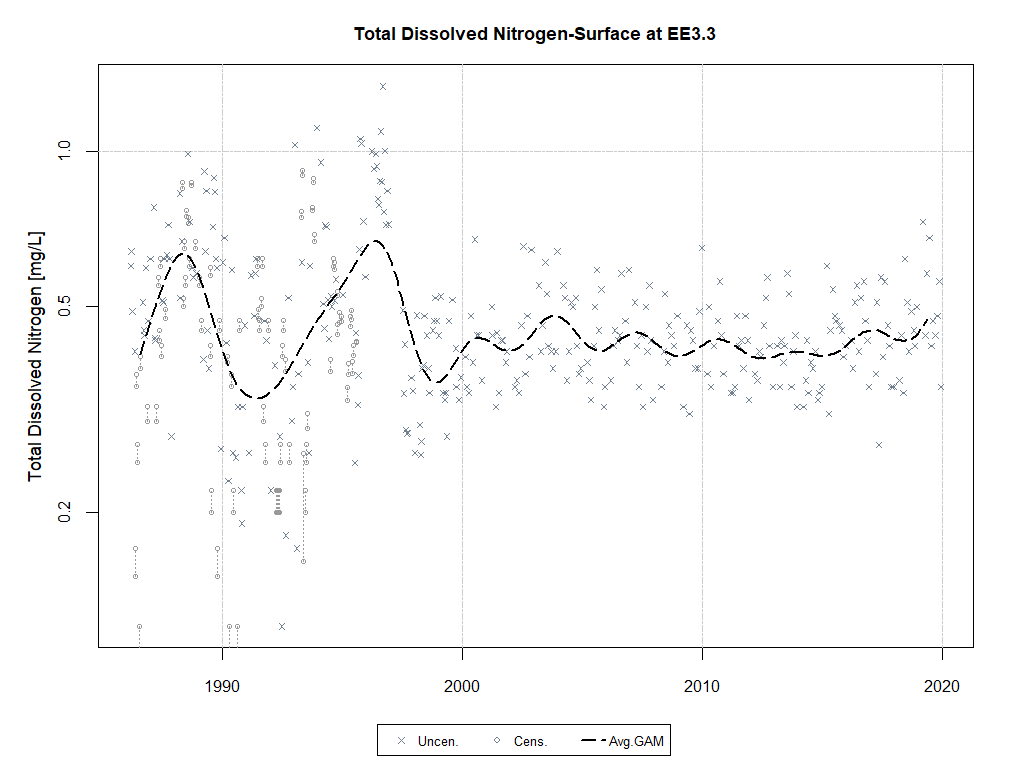 Total Dissolved Nitrogen-Surface at EE3.3
Total Dissolved Nitrogen [mg/L]
1.0
0.5
0.2
1990 2000 2010 2020
Uncen. Cens. Avg.GAM